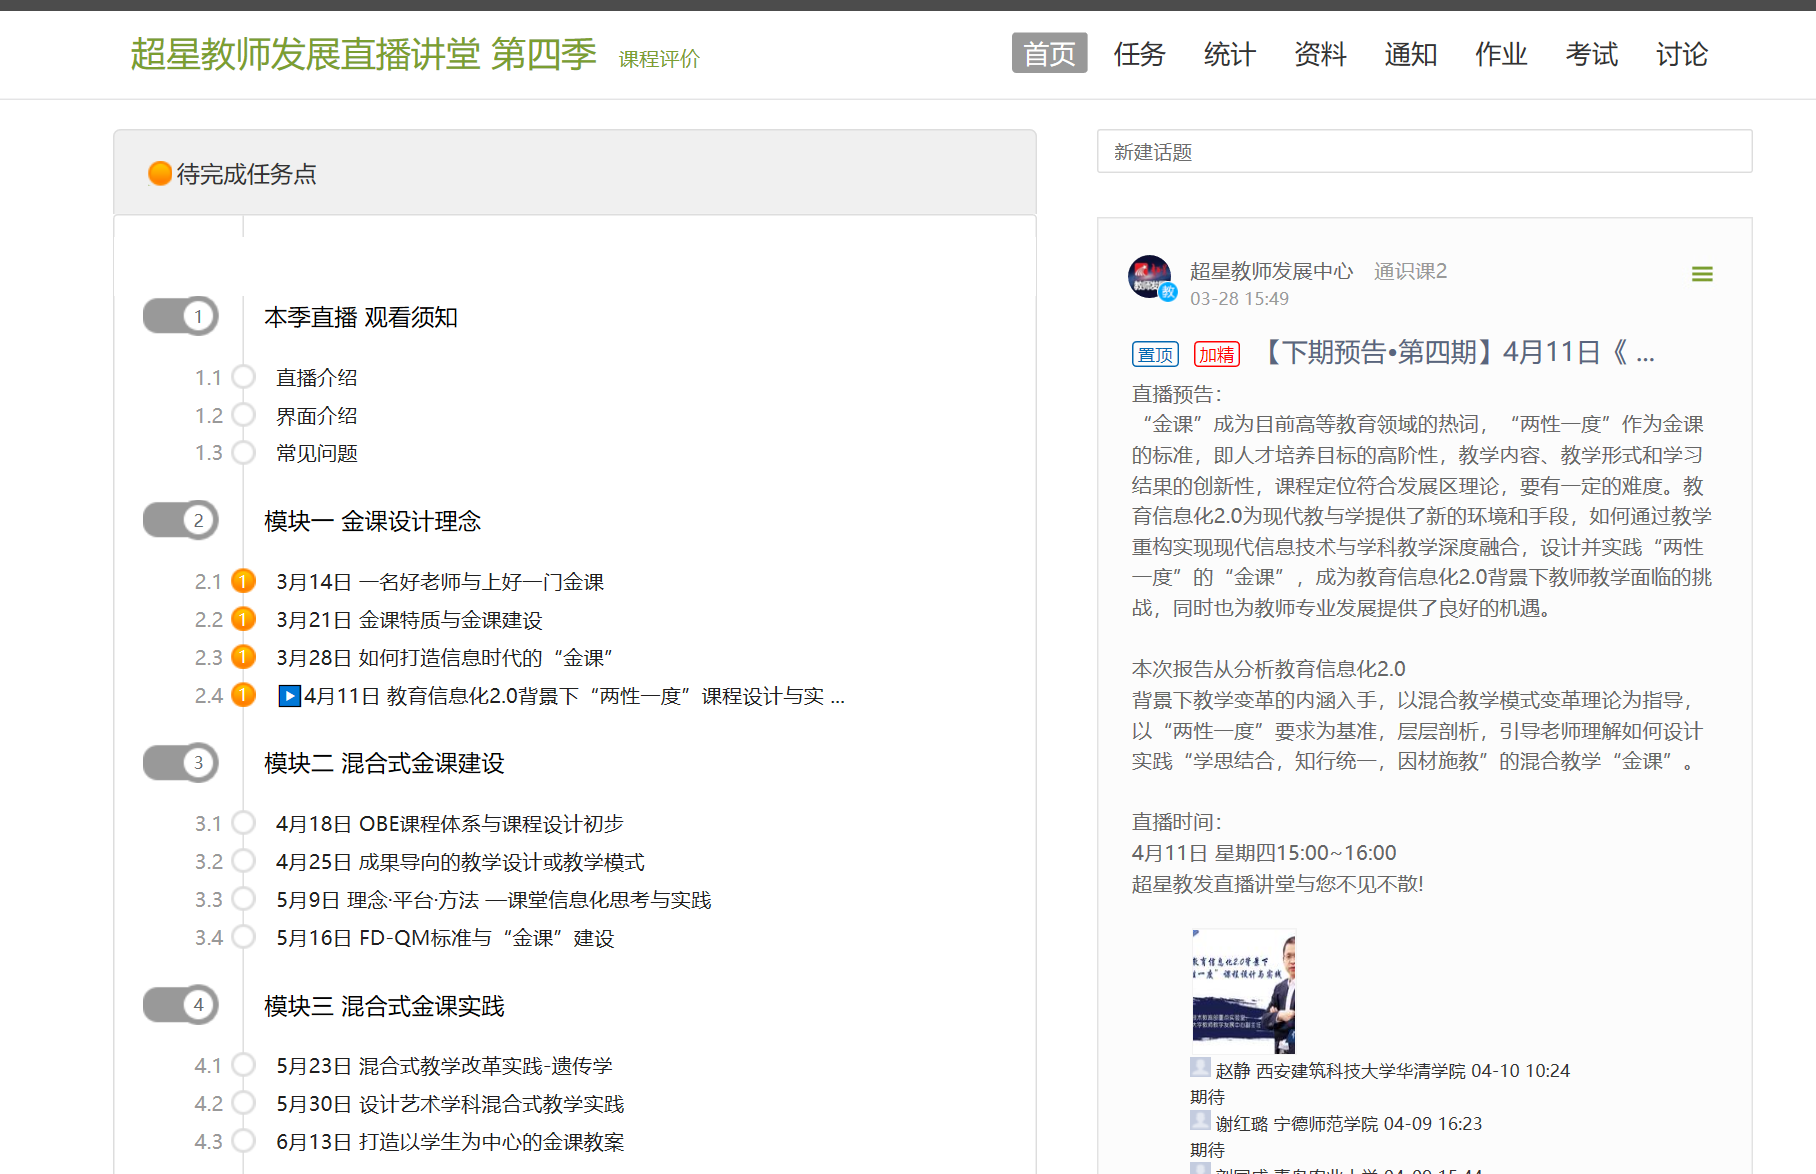 超星教师发展直播讲堂 第四季 课程评价
首页 任务 统计 资料 通知 作业 考试 讨论
待完成任务点
1 本季直播 观看须知
1.1 直播介绍
1.2 界面介绍
1.3 常见问题
2 模块一 金课设计理念
2.1 1 3月14日 一名好老师与上好一门金课
2.2 1 3月21日 金课特质与金课建设
2.3 1 3月28日 如何打造信息时代的“金课”
2.4 1 4月11日 教育信息化2.0背景下“两性一度”课程设计与实 ...
3 模块二 混合式金课建设
3.1 4月18日 OBE课程体系与课程设计初步
3.2 4月25日 成果导向的教学设计或教学模式
3.3 5月9日 理念·平台·方法 —课堂信息化思考与实践
3.4 5月16日 FD-QM标准与“金课”建设
4 模块三 混合式金课实践
4.1 5月23日 混合式教学改革实践-遗传学
4.2 5月30日 设计艺术学科混合式教学实践
4.3 6月13日 打造以学生为中心的金课教案
新建话题
教
超星教师发展中心 通识课2
03-28 15:49
置顶 加精 【下期预告•第四期】4月11日《 ...
直播预告：
“金课”成为目前高等教育领域的热词，“两性一度”作为金课
的标准，即人才培养目标的高阶性，教学内容、教学形式和学习
结果的创新性，课程定位符合发展区理论，要有一定的难度。教
育信息化2.0为现代教与学提供了新的环境和手段，如何通过教学
重构实现现代信息技术与学科教学深度融合，设计并实践“两性
一度”的“金课”，成为教育信息化2.0背景下教师教学面临的挑
战，同时也为教师专业发展提供了良好的机遇。
本次报告从分析教育信息化2.0
背景下教学变革的内涵入手，以混合教学模式变革理论为指导，
以“两性一度”要求为基准，层层剖析，引导老师理解如何设计
实践“学思结合，知行统一，因材施教”的混合教学“金课”。
直播时间：
4月11日 星期四15:00~16:00
超星教发直播讲堂与您不见不散！
教育信息化2.0背景下
性一度”课程设计与实践
赵静 西安建筑科技大学华清学院 04-10 10:24
期待
谢红璐 宁德师范学院 04-09 16:23
期待